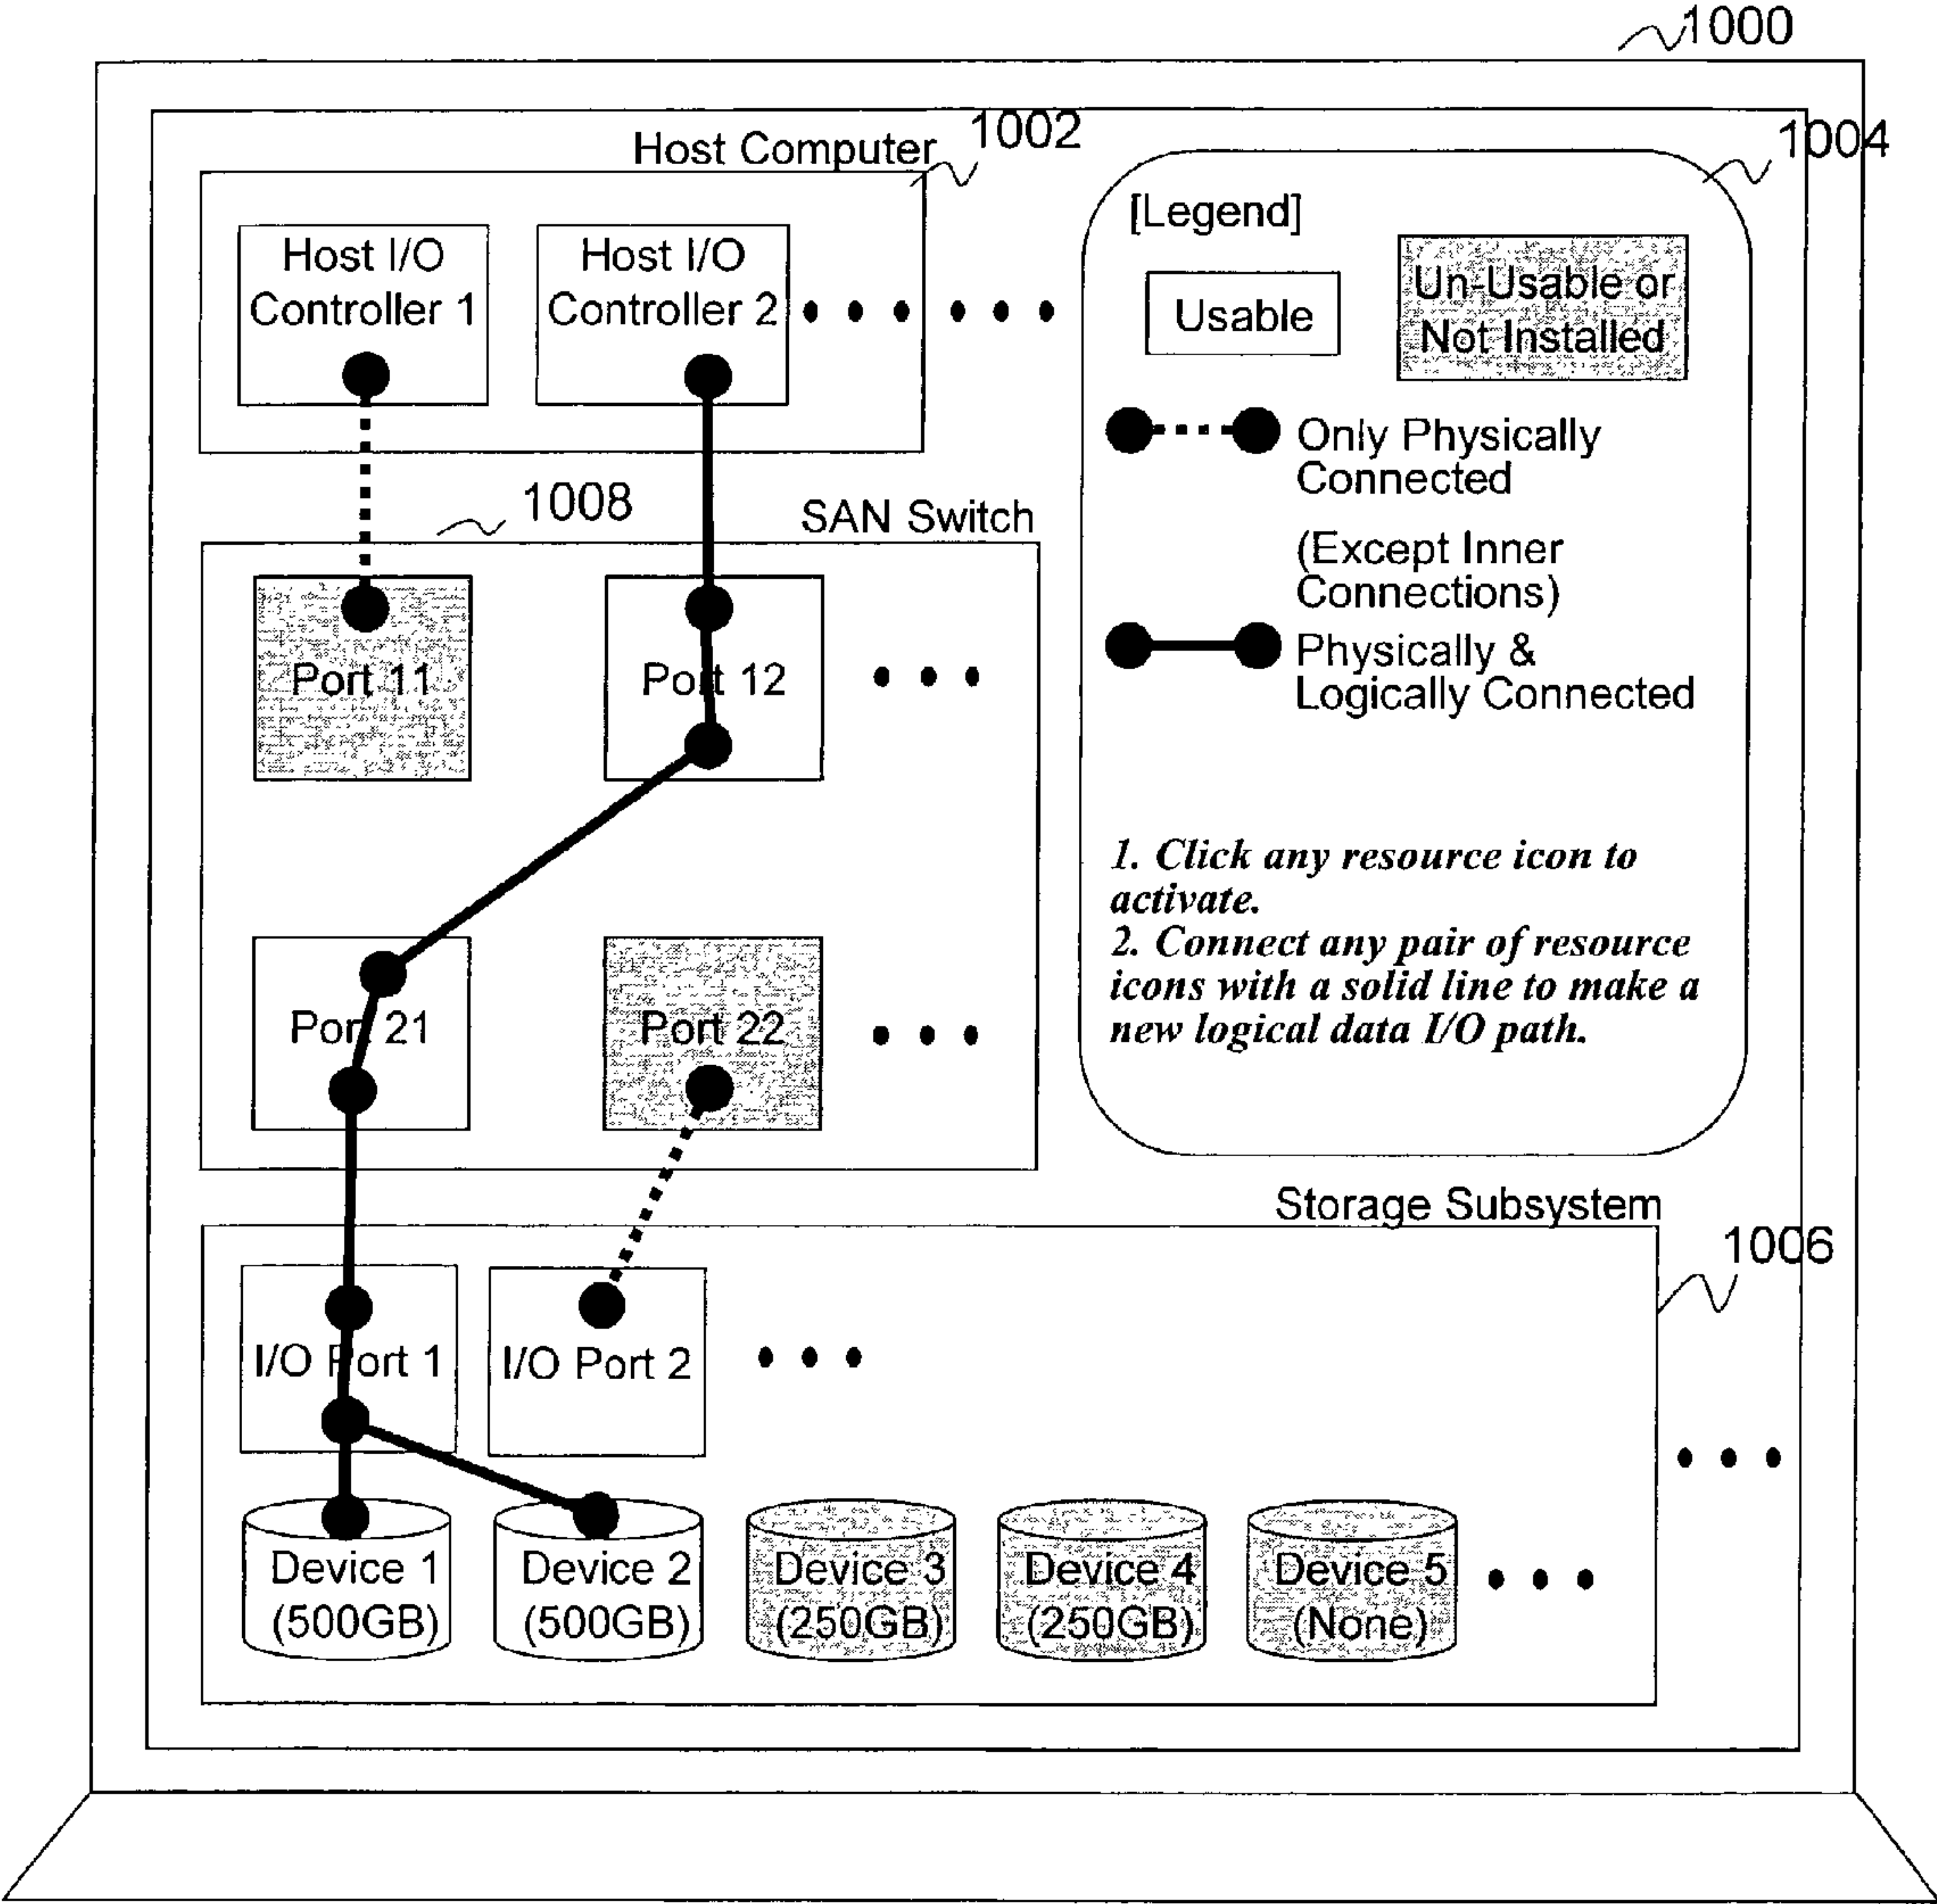 1000
Host Computer
1002
1004
Host I/O
Controller 1
Host I/O
Controller 2
[Legend]
Usable
Un-Usable or
Not Installed
Only Physically
Connected
(Except Inner
Connections)
Physically &
Logically Connected
1. Click any resource icon to
activate.
2. Connect any pair of resource
icons with a solid line to make a
new logical data I/O path.
1008
SAN Switch
Port 11
Port 12
Port 21
Port 22
Storage Subsystem
1006
I/O Port 1
I/O Port 2
Device 1
(500GB)
Device 2
(500GB)
Device 3
(250GB)
Device 4
(250GB)
Device 5
(None)